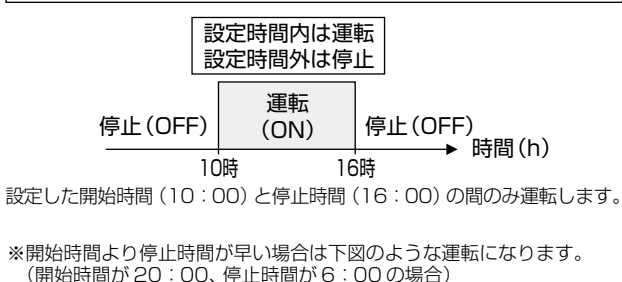 設定時間内は運転
設定時間外は停止
停止(OFF)
運転
(ON)
停止(OFF)
時間(h)
10時
16時
設定した開始時間(10:00)と停止時間(16:00)の間のみ運転します。
※開始時間より停止時間が早い場合は下図のような運転になります。
(開始時間が20:00、停止時間が6:00の場合)